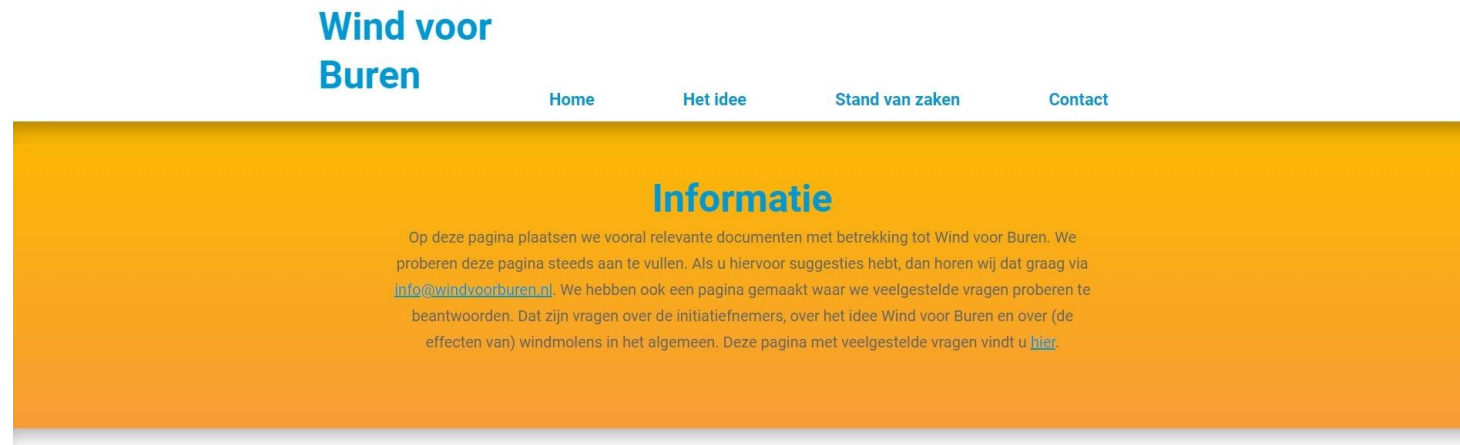 Wind voor
Buren
Home Het idee Stand van zaken Contact
Informatie
Op deze pagina plaatsen we vooral relevante documenten met betrekking tot Wind voor Buren. We
proberen deze pagina steeds aan te vullen. Als u hiervoor suggesties hebt, dan horen wij dat graag via
info@windvoorburen.nl. We hebben ook een pagina gemaakt waar we veelgestelde vragen proberen te
beantwoorden. Dat zijn vragen over de initiatiefnemers, over het idee Wind voor Buren en over (de
effecten van) windmolens in het algemeen. Deze pagina met veelgestelde vragen vindt u hier.